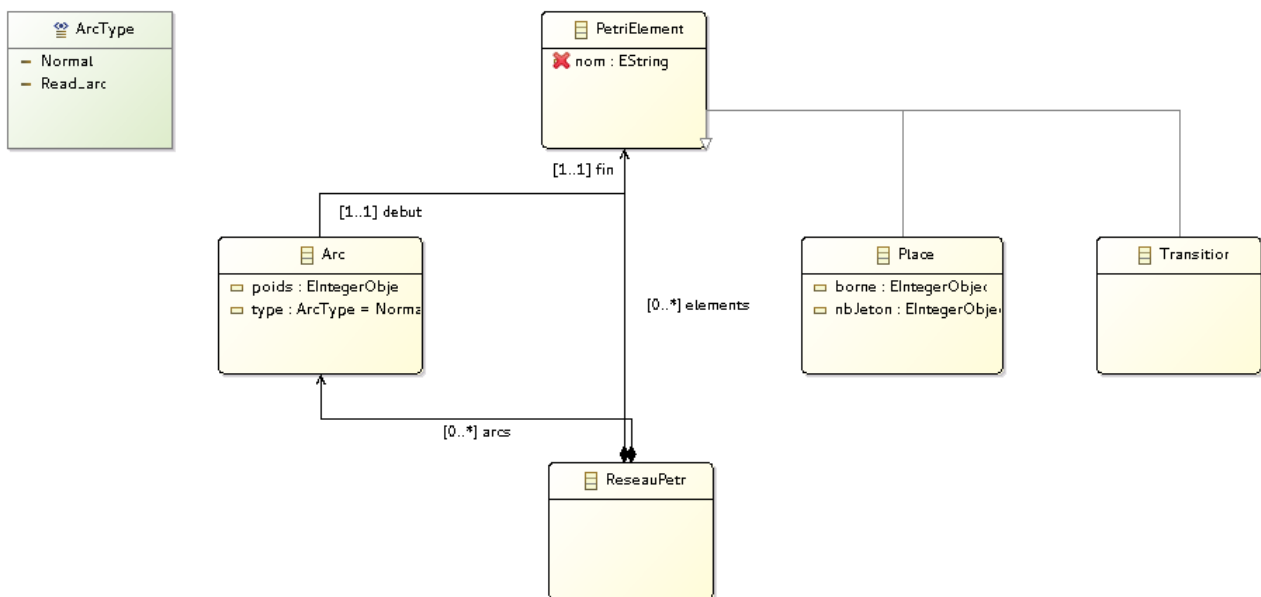 ArcType
Normal
Read_arc
PetriElement
nom : EString
[1..1] fin
[1..1] debut
Arc
poids : EIntegerObje
type : ArcType = Norma
[0..*] elements
Place
borne : EIntegerObjec
nbJeton : EIntegerObjec
Transitior
[0..*] arcs
ReseauPetr